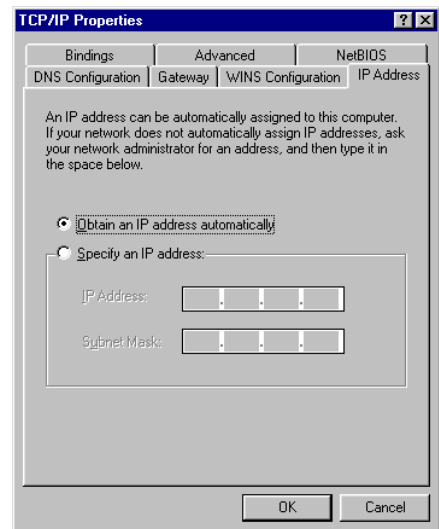 TCP/IP Properties
? X
Bindings Advanced NetBIOS
DNS Configuration Gateway WINS Configuration IP Address
An IP address can be automatically assigned to this computer.
If your network does not automatically assign IP addresses, ask
your network administrator for an address, and then type it in
the space below.
Obtain an IP address automatically
Specify an IP address:
IP Address: . . .
Subnet Mask: . . .
OK Cancel